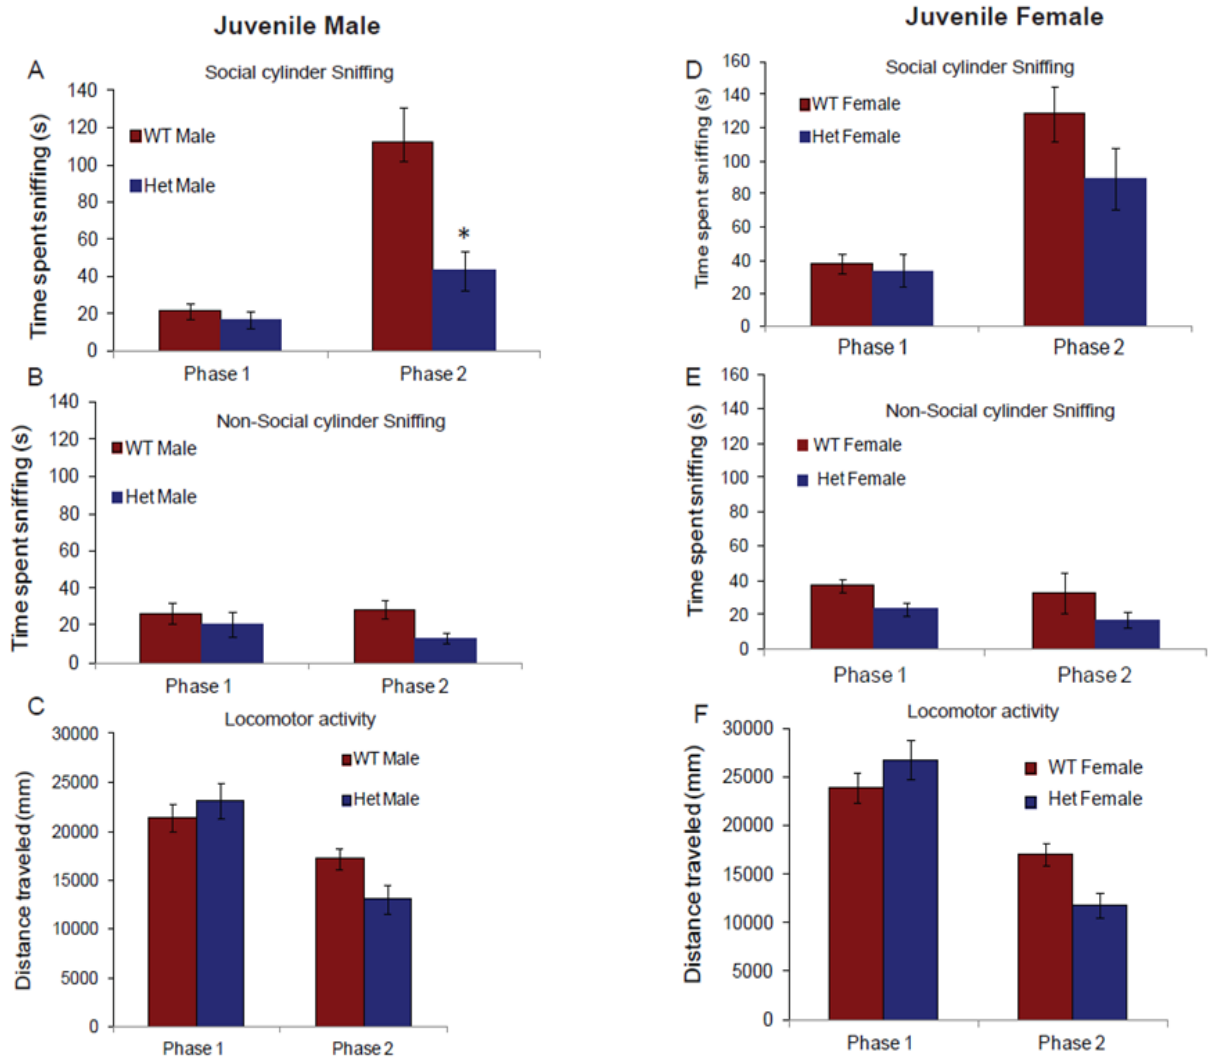 Juvenile Male
A
Social cylinder Sniffing
Time spent sniffing (s)
140
120
100
80
60
40
20
0
WT Male
Het Male
*
Phase 1
Phase 2
B
Non-Social cylinder Sniffing
Time spent sniffing (s)
140
120
100
80
60
40
20
0
WT Male
Het Male
Phase 1
Phase 2
C
Locomotor activity
Distance traveled (mm)
30000
25000
20000
15000
10000
5000
0
WT Male
Het Male
Phase 1
Phase 2
Juvenile Female
D
Social cylinder Sniffing
Time spent sniffing (s)
160
140
120
100
80
60
40
20
0
WT Female
Het Female
Phase 1
Phase 2
E
Non-Social cylinder Sniffing
Time spent sniffing (s)
160
140
120
100
80
60
40
20
0
WT Female
Het Female
Phase 1
Phase 2
F
Locomotor activity
Distance traveled (mm)
30000
25000
20000
15000
10000
5000
0
WT Female
Het Female
Phase 1
Phase 2